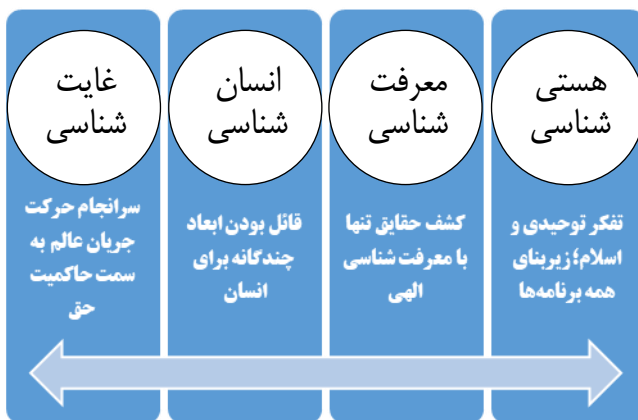 هستی
شناسی
تفکر توحیدی و
اسلام؛ زیربنای
همه برنامه‌ها
معرفت
شناسی
کشف حقایق تنها
با معرفت شناسی
الهی
انسان
شناسی
قائل بودن ابعاد
چندگانه برای
انسان
غایت
شناسی
سرانجام حرکت
جریان عالم به
سمت حاکمیت
حق